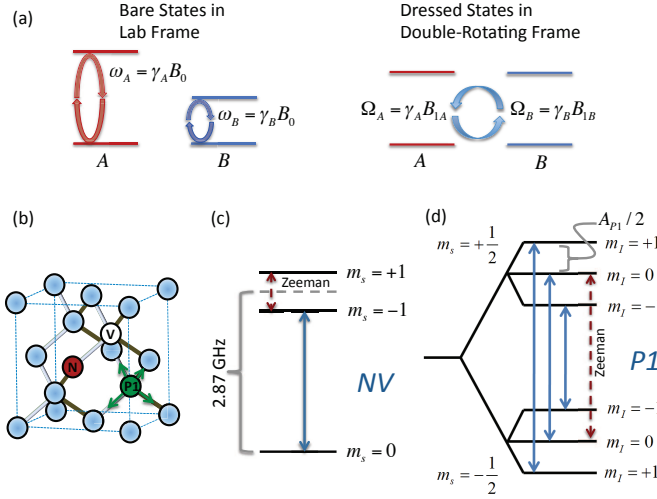 (a)
Bare States in
Lab Frame
Dressed States in
Double-Rotating Frame
ω_A = γ_A B_0
ω_B = γ_B B_0
A
B
Ω_A = γ_A B_1A
Ω_B = γ_B B_1B
A
B
(b)
V
N
P1
(c)
m_s = +1
Zeeman
m_s = −1
2.87 GHz
NV
m_s = 0
(d)
A_P1 / 2
m_s = + 1/2
m_I = +1
m_I = 0
m_I = −
Zeeman
P1
m_I = −
m_I = 0
m_s = − 1/2
m_I = +1